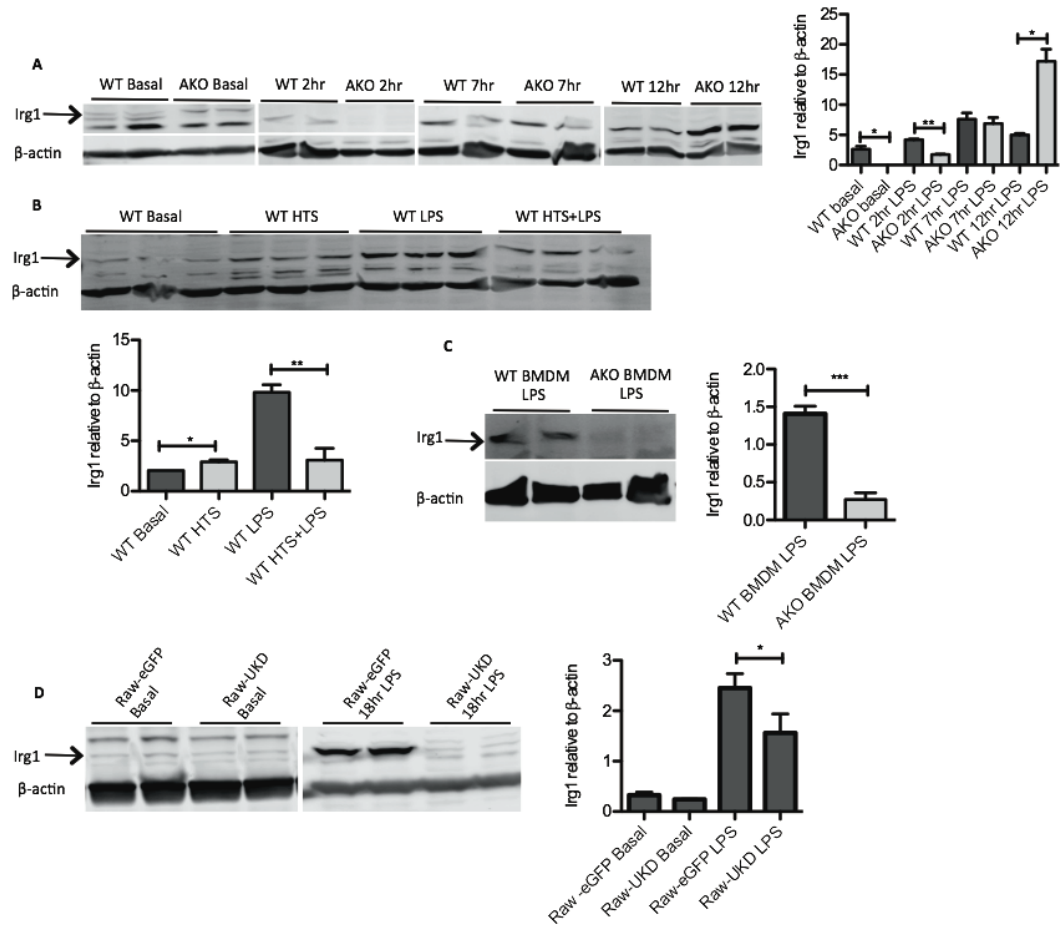 A
WT Basal AKO Basal WT 2hr AKO 2hr WT 7hr AKO 7hr WT 12hr AKO 12hr
Irg1
β-actin
Irg1 relative to β-actin
25
20
15
10
5
0
* ** *
WT basal
AKO basal
WT 2hr LPS
AKO 2hr LPS
WT 7hr LPS
AKO 7hr LPS
WT 12hr LPS
AKO 12hr LPS
B
WT Basal WT HTS WT LPS WT HTS+LPS
Irg1
β-actin
Irg1 relative to β-actin
15
10
5
0
* **
WT Basal
WT HTS
WT LPS
WT HTS+LPS
C
WT BMDM AKO BMDM
LPS LPS
Irg1
β-actin
Irg1 relative to β-actin
2.0
1.5
1.0
0.5
0.0
***
WT BMDM LPS
AKO BMDM LPS
D
Raw-eGFP
Basal
Raw-UKD
Basal
Raw-eGFP
18hr LPS
Raw-UKD
18hr LPS
Irg1
β-actin
Irg1 relative to β-actin
3
2
1
0
*
Raw -eGFP Basal
Raw-UKD Basal
Raw-eGFP LPS
Raw-UKD LPS